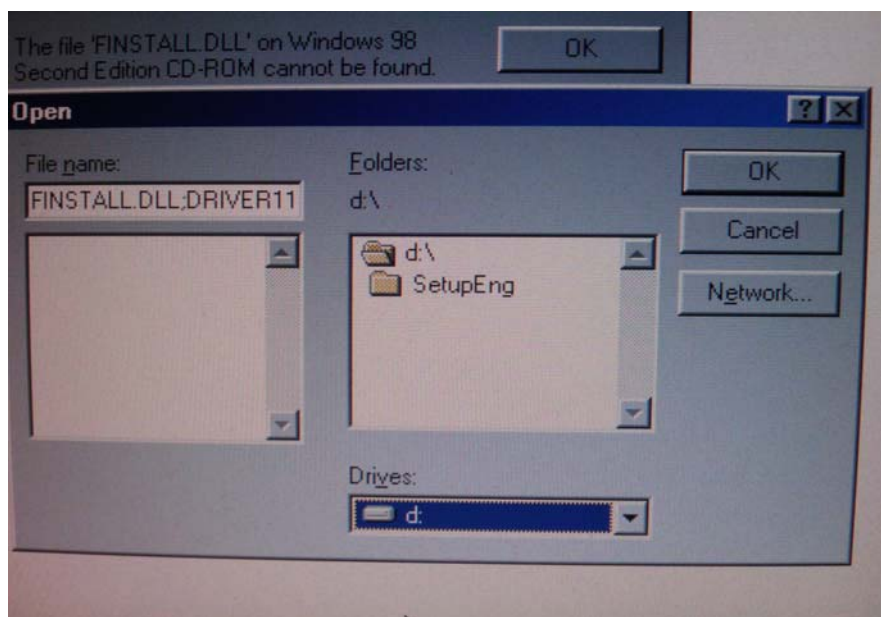 The file 'FINSTALL.DLL' on Windows 98
Second Edition CD-ROM cannot be found.
OK
Open
File name:
FINSTALL.DLL;DRIVER11
Folders:
d:\
d:\
SetupEng
OK
Cancel
Network...
Drives:
d: